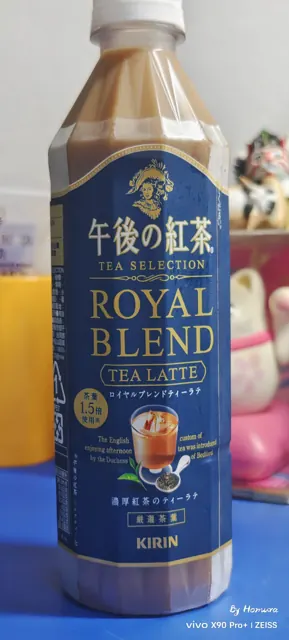 午後の紅茶®
TEA SELECTION
ROYAL
BLEND
TEA LATTE
ロイヤルブレンドティーラテ
茶葉
1.5倍
使用※
The English custom of
enjoying afternoon tea was introduced
by the Duchess of Bedford.
濃厚紅茶のティーラテ
厳選茶葉
KIRIN
By Homura
vivo X90 Pro+ | ZEISS